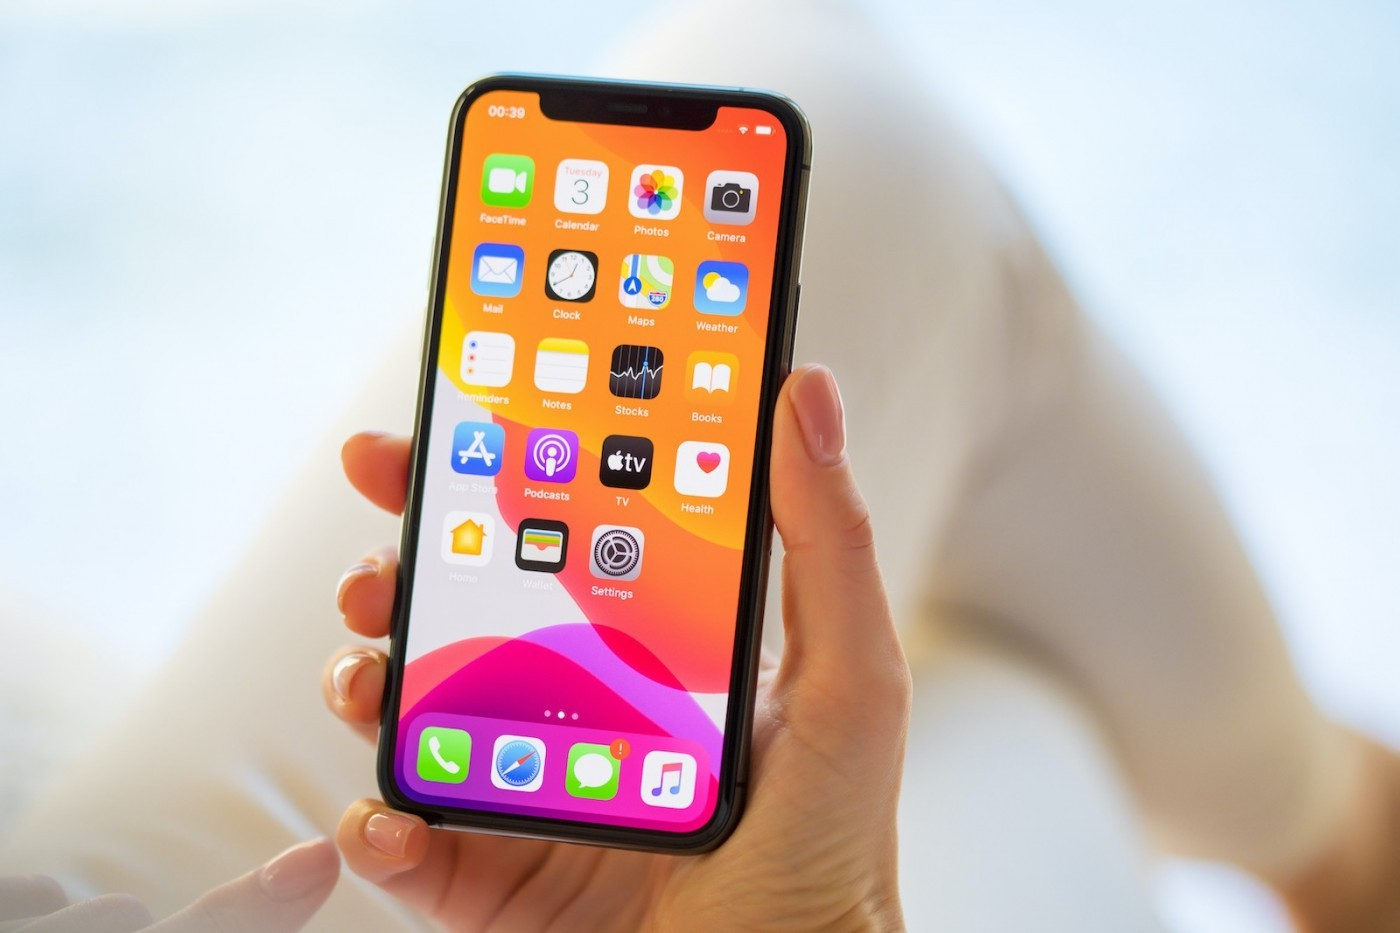 00:39
FaceTime
Tuesday
3
Calendar
Photos
Camera
Mail
Clock
280
Maps
Weather
Reminders
Notes
Stocks
Books
App Store
Podcasts
tv
TV
Health
Home
Wallet
Settings
!